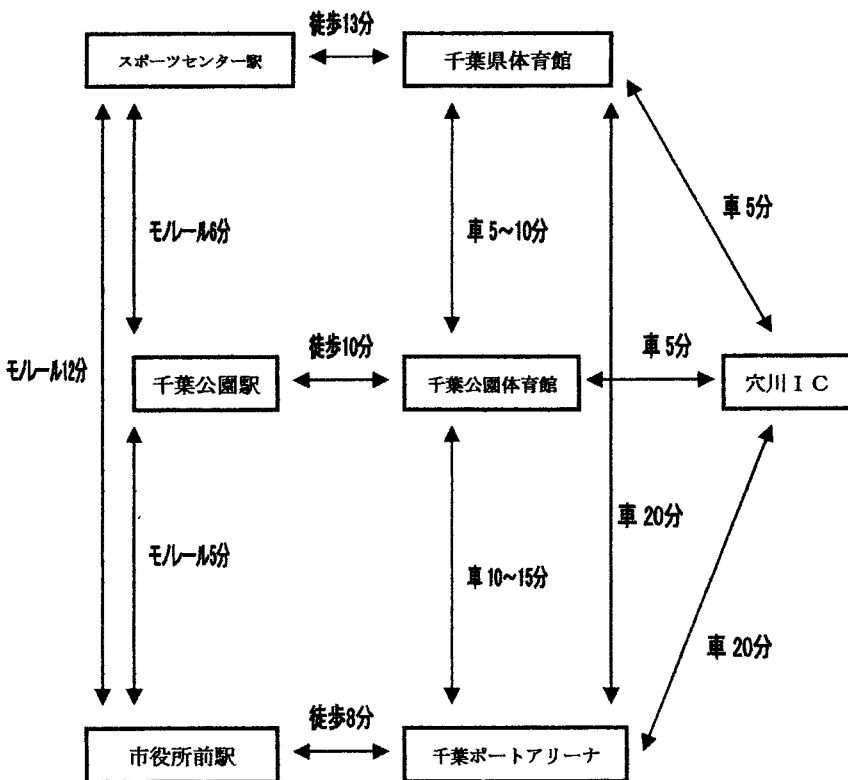 徒歩13分
スポーツセンター駅
千葉県体育館
モノレール6分
車 5～10分
車 5分
モノレール12分
徒歩10分
車 5分
千葉公園駅
千葉公園体育館
穴川ＩＣ
車 20分
モノレール5分
車 10～15分
車 20分
徒歩8分
市役所前駅
千葉ポートアリーナ